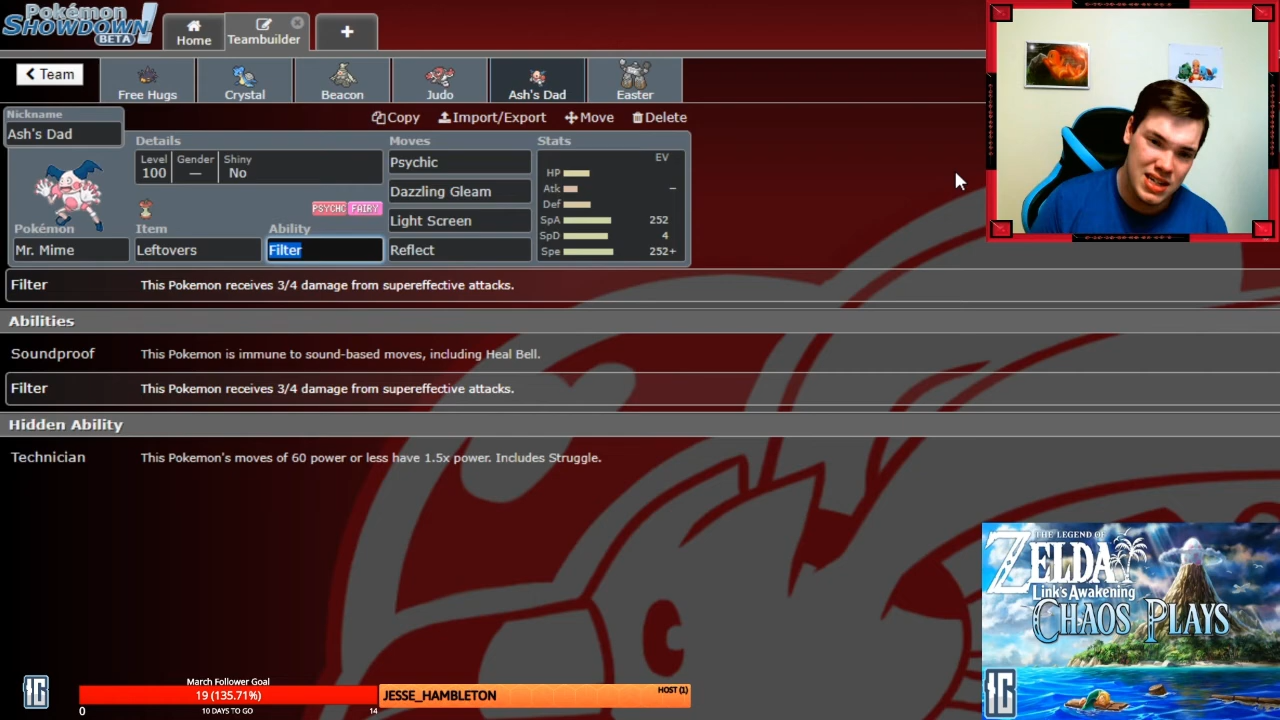 Pokémon
SHOWDOWN!
BETA
Home
Teambuilder
+
Team
Free Hugs
Crystal
Beacon
Judo
Ash's Dad
Easter
Copy
Import/Export
Move
Delete
Nickname
Ash's Dad
Details
Level Gender Shiny
100 — No
PSYCHC FAIRY
Pokémon
Mr. Mime
Item
Leftovers
Ability
Filter
Moves
Psychic
Dazzling Gleam
Light Screen
Reflect
Stats
EV
HP
Atk –
Def
SpA 252
SpD 4
Spe 252+
Filter This Pokemon receives 3/4 damage from supereffective attacks.
Abilities
Soundproof This Pokemon is immune to sound-based moves, including Heal Bell.
Filter This Pokemon receives 3/4 damage from supereffective attacks.
Hidden Ability
Technician This Pokemon's moves of 60 power or less have 1.5x power. Includes Struggle.
THE LEGEND OF
ZELDA
Link's Awakening
CHAOS PLAYS
March Follower Goal
19 (135.71%)
0 10 DAYS TO GO 14
JESSE_HAMBLETON
HOST (1)